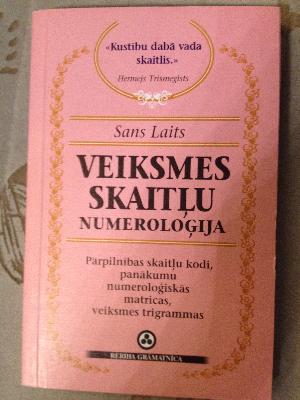 «Kustību dabā vada
skaitlis.»
Hermejs Trismegists
Sans Laits
VEIKSMES
SKAITĻU
NUMEROLOĢIJA
Pārpilnības skaitļu kodi,
panākumu
numeroloģiskās
matricas,
veiksmes trigrammas
RĒRIHA GRĀMATNĪCA